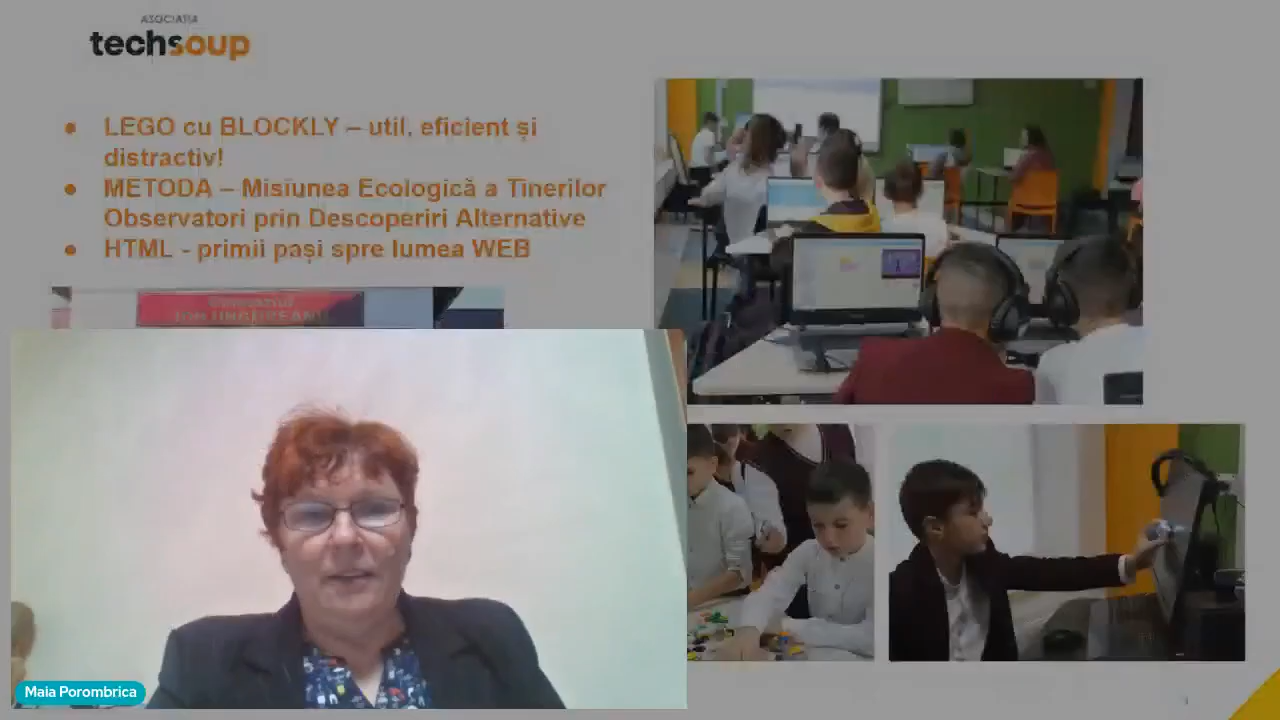 ASOCIAȚIA
techsoup
● LEGO cu BLOCKLY – util, eficient și
distractiv!
● METODA – Misiunea Ecologică a Tinerilor
Observatori prin Descoperiri Alternative
● HTML - primii pași spre lumea WEB
Maia Porombrica